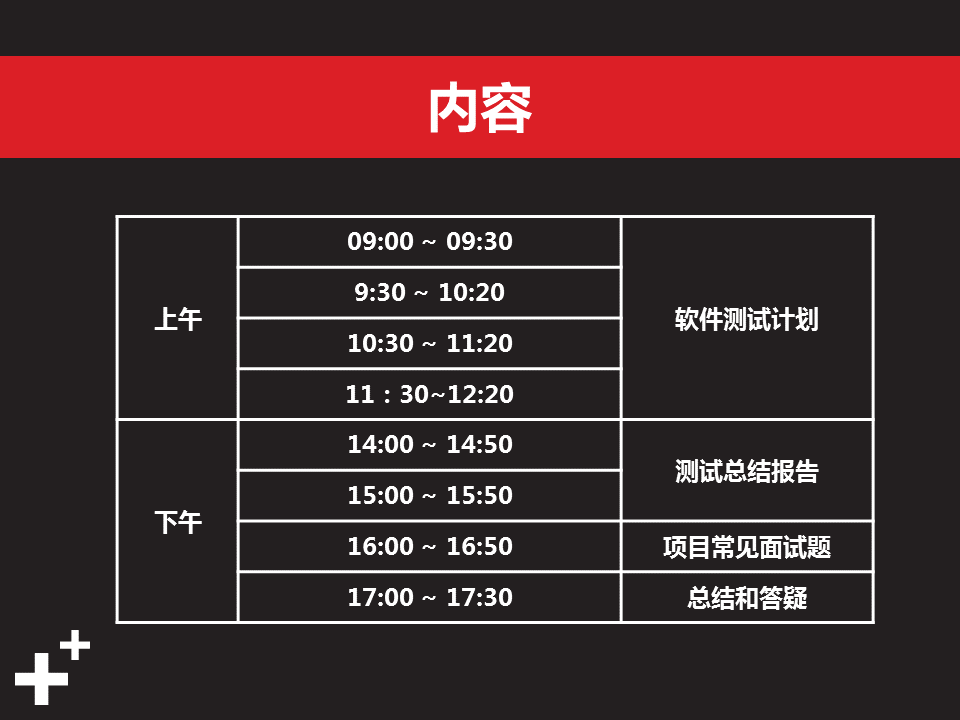 内容
上午
09:00 ~ 09:30
9:30 ~ 10:20
10:30 ~ 11:20
11：30~12:20
软件测试计划
下午
14:00 ~ 14:50
15:00 ~ 15:50
测试总结报告
16:00 ~ 16:50
项目常见面试题
17:00 ~ 17:30
总结和答疑